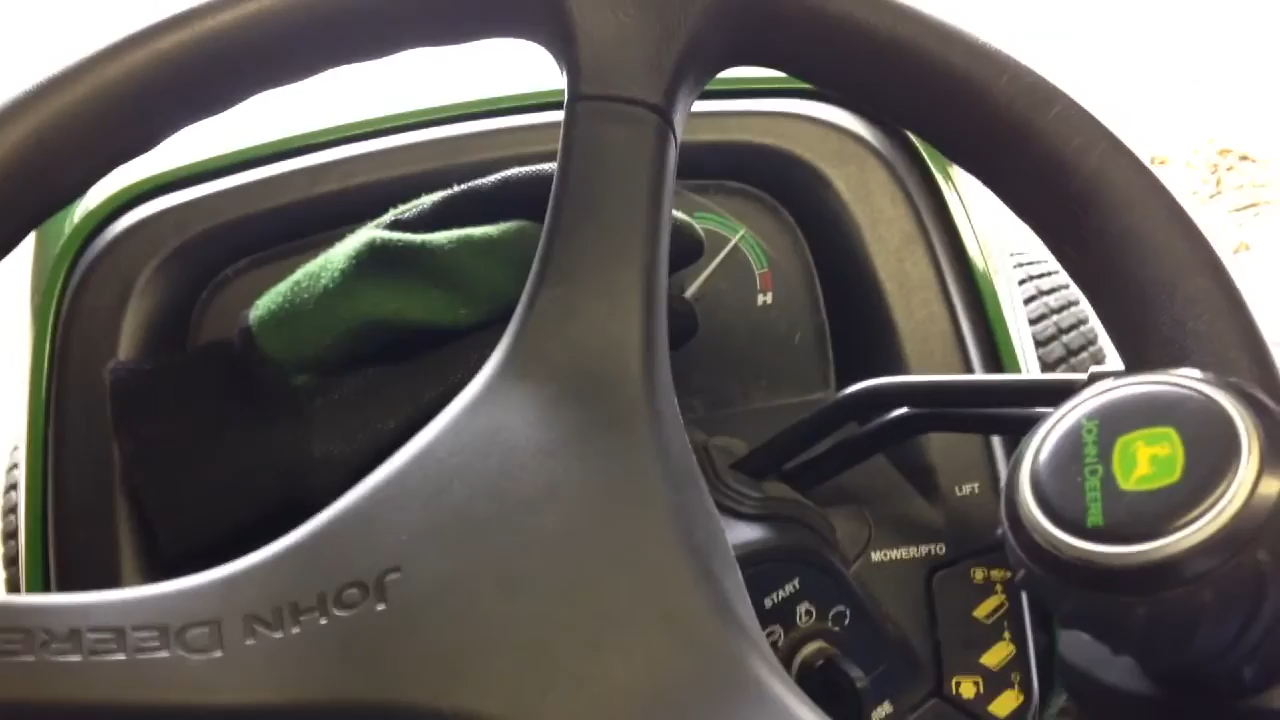 H
LIFT
JOHN DEERE
MOWER/PTO
START
JOHN DEERE